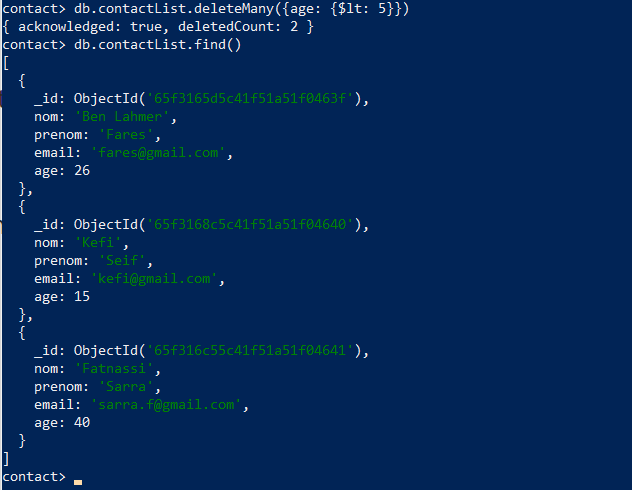 contact> db.contactList.deleteMany({age: {$lt: 5}})
{ acknowledged: true, deletedCount: 2 }
contact> db.contactList.find()
[
  {
    _id: ObjectId('65f3165d5c41f51a51f0463f'),
    nom: 'Ben Lahmer',
    prenom: 'Fares',
    email: 'fares@gmail.com',
    age: 26
  },
  {
    _id: ObjectId('65f3168c5c41f51a51f04640'),
    nom: 'Kefi',
    prenom: 'Seif',
    email: 'kefi@gmail.com',
    age: 15
  },
  {
    _id: ObjectId('65f316c55c41f51a51f04641'),
    nom: 'Fatnassi',
    prenom: 'Sarra',
    email: 'sarra.f@gmail.com',
    age: 40
  }
]
contact>